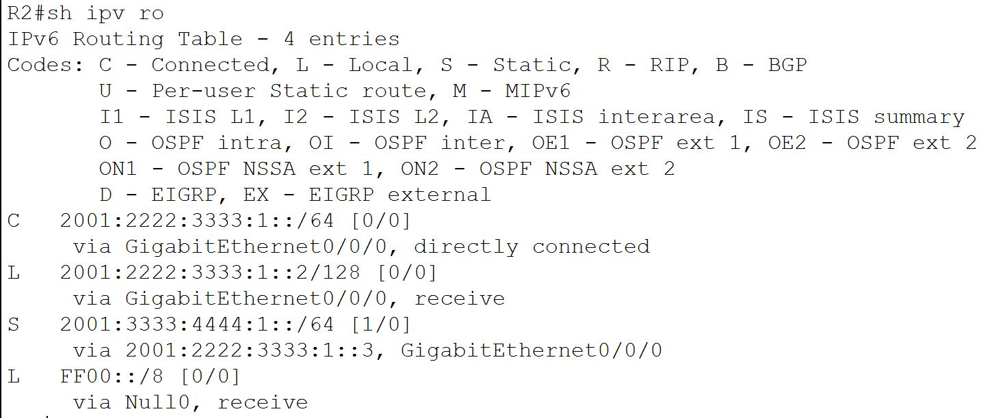 R2#sh ipv ro
IPv6 Routing Table - 4 entries
Codes: C - Connected, L - Local, S - Static, R - RIP, B - BGP
U - Per-user Static route, M - MIPv6
I1 - ISIS L1, I2 - ISIS L2, IA - ISIS interarea, IS - ISIS summary
O - OSPF intra, OI - OSPF inter, OE1 - OSPF ext 1, OE2 - OSPF ext 2
ON1 - OSPF NSSA ext 1, ON2 - OSPF NSSA ext 2
D - EIGRP, EX - EIGRP external
C 2001:2222:3333:1::/64 [0/0]
via GigabitEthernet0/0/0, directly connected
L 2001:2222:3333:1::2/128 [0/0]
via GigabitEthernet0/0/0, receive
S 2001:3333:4444:1::/64 [1/0]
via 2001:2222:3333:1::3, GigabitEthernet0/0/0
L FF00::/8 [0/0]
via Null0, receive